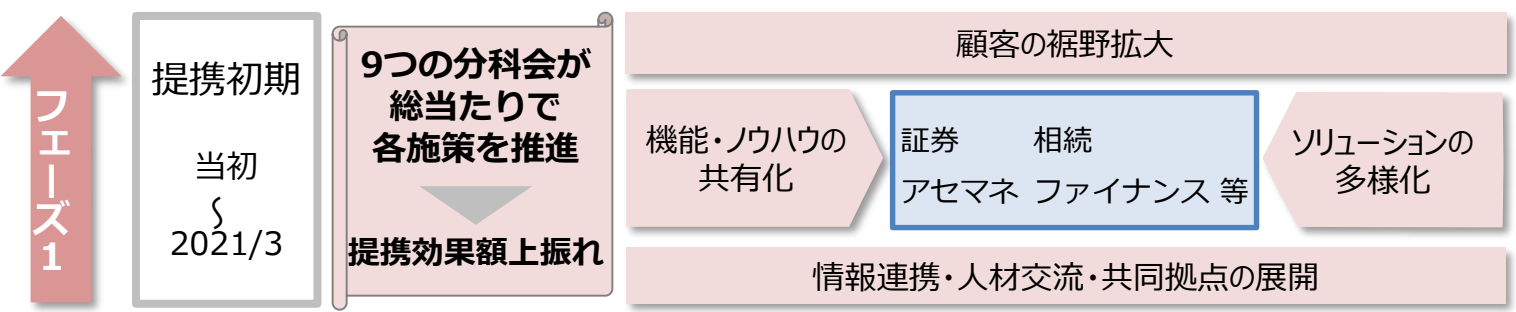 フェーズ1
提携初期
当初
～
2021/3
9つの分科会が
総当たりで
各施策を推進
提携効果額上振れ
顧客の裾野拡大
機能・ノウハウの
共有化
証券 相続
アセマネ ファイナンス 等
ソリューションの
多様化
情報連携・人材交流・共同拠点の展開